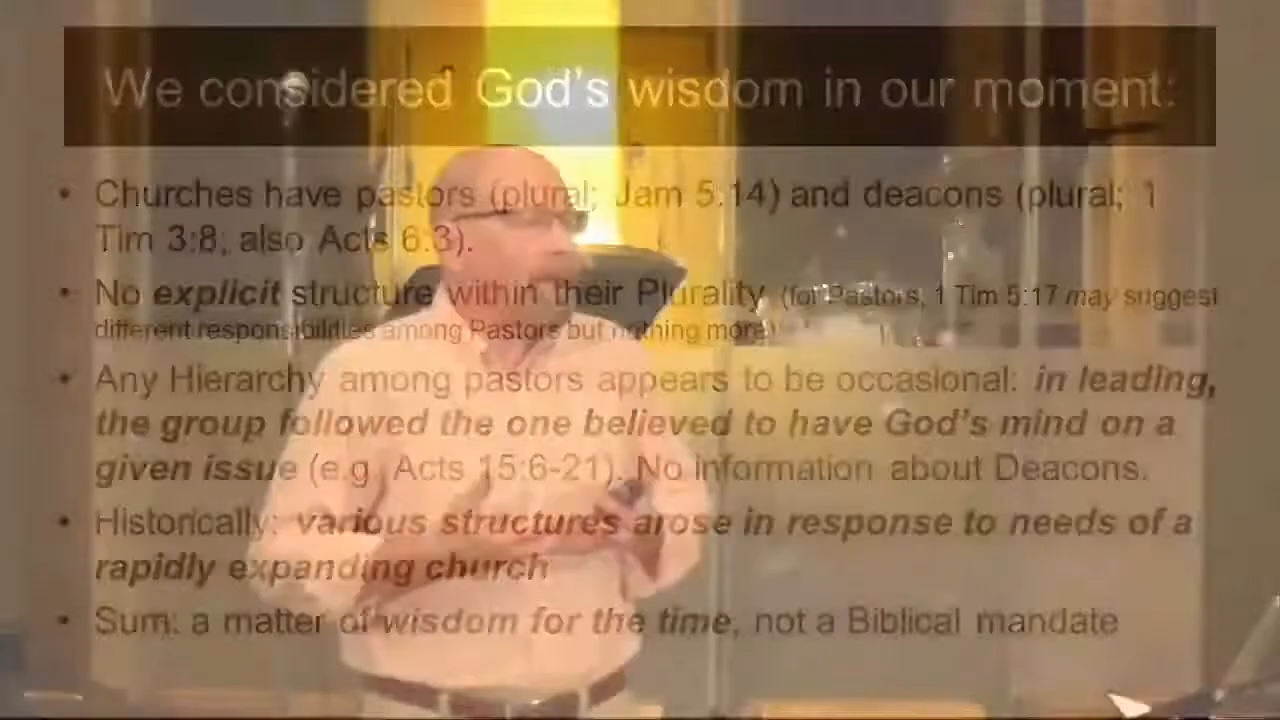 We considered God's wisdom in our moment:
• Churches have pastors (plural; Jam 5:14) and deacons (plural; 1
Tim 3:8; also Acts 6:3).
• No explicit structure within their Plurality (for Pastors, 1 Tim 5:17 may suggest
different responsibilities among Pastors but nothing more)
• Any Hierarchy among pastors appears to be occasional: in leading,
the group followed the one believed to have God's mind on a
given issue (e.g. Acts 15:6-21). No information about Deacons.
• Historically: various structures arose in response to needs of a
rapidly expanding church
• Sum: a matter of wisdom for the time, not a Biblical mandate